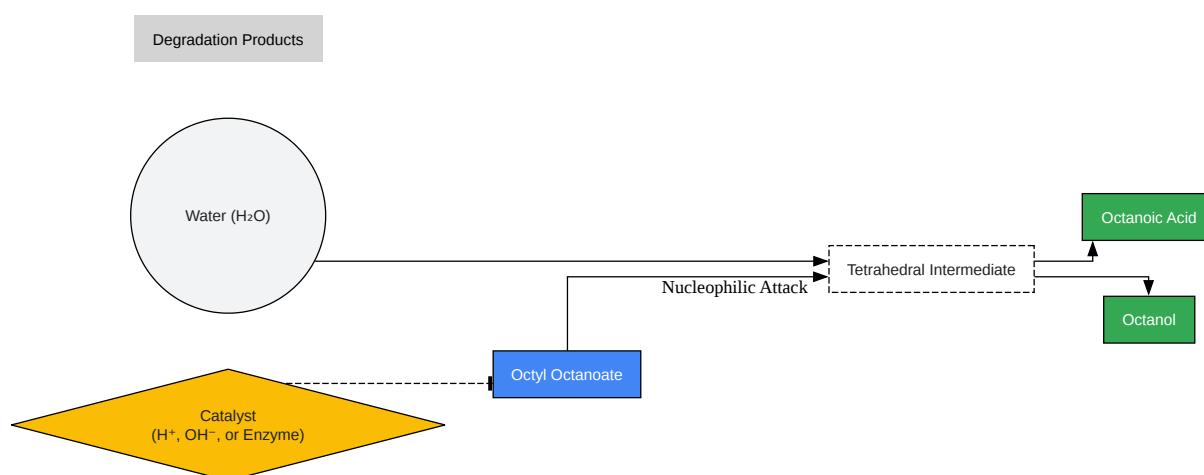 Degradation Products
Water (H₂O)
Octanoic Acid
Tetrahedral Intermediate
Nucleophilic Attack
Octanol
Octyl Octanoate
Catalyst
(H⁺, OH⁻, or Enzyme)